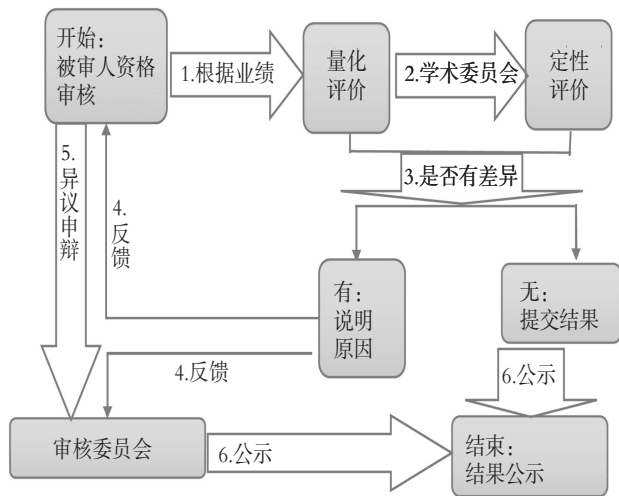 开始：
被审人资格
审核
1.根据业绩
量化
评价
2.学术委员会
定性
评价
3.是否有差异
5.异议申辩
4.反馈
有：
说明
原因
无：
提交结果
4.反馈
6.公示
审核委员会
6.公示
结束：
结果公示